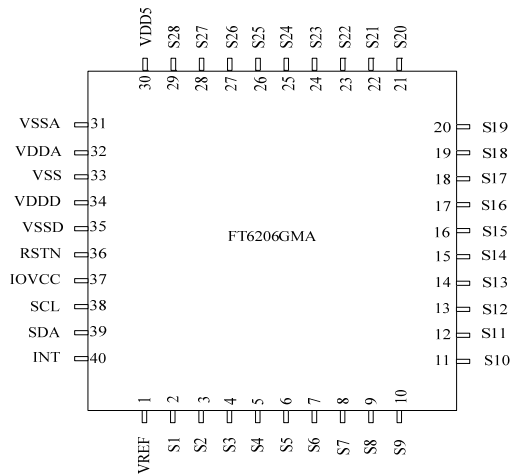 VDD5 S28 S27 S26 S25 S24 S23 S22 S21 S20
30 29 28 27 26 25 24 23 22 21
VSSA 31
VDDA 32
VSS 33
VDDD 34
VSSD 35
RSTN 36
IOVCC 37
SCL 38
SDA 39
INT 40
FT6206GMA
20 S19
19 S18
18 S17
17 S16
16 S15
15 S14
14 S13
13 S12
12 S11
11 S10
1 2 3 4 5 6 7 8 9 10
VREF S1 S2 S3 S4 S5 S6 S7 S8 S9